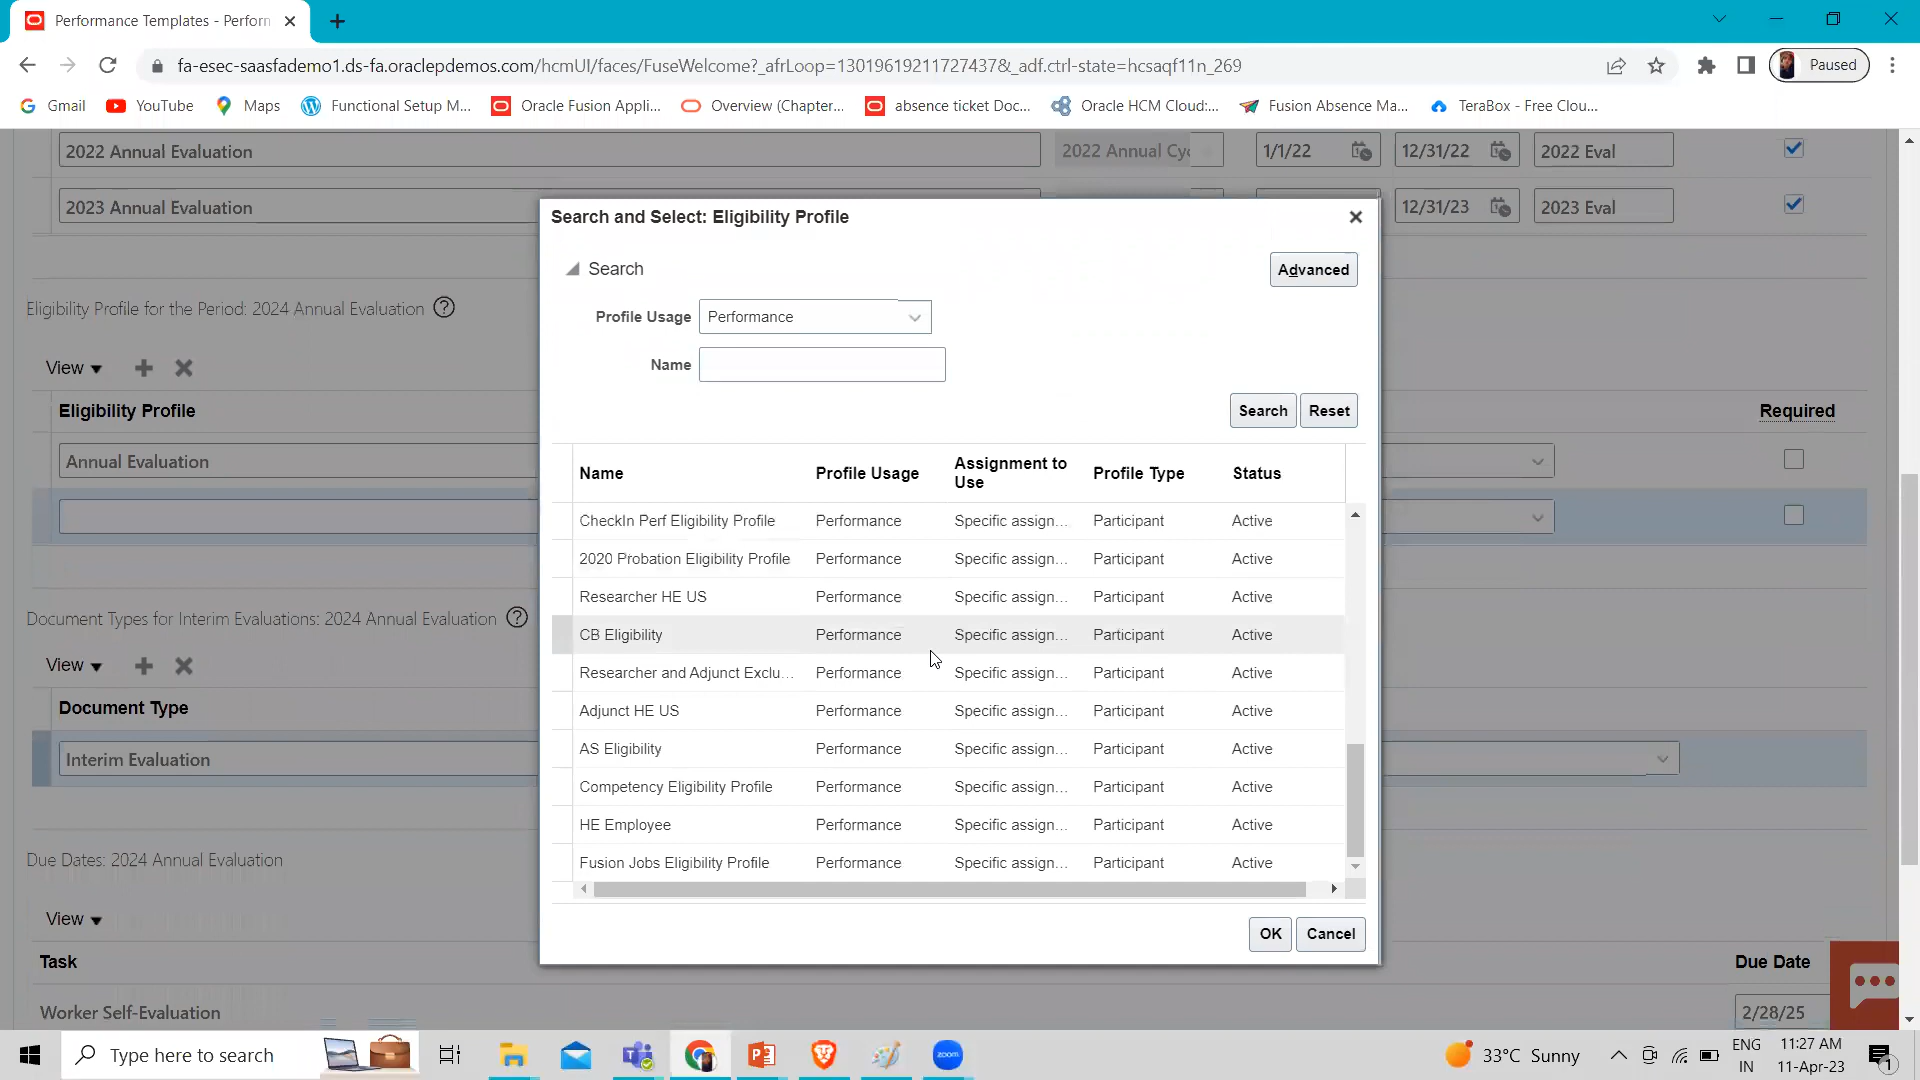 Performance Templates - Perforn
fa-esec-saasfademo1.ds-fa.oraclepdemos.com/hcmUI/faces/FuseWelcome?_afrLoop=13019619211727437&_adf.ctrl-state=hcsaqf11n_269
Paused
Gmail YouTube Maps Functional Setup M... Oracle Fusion Appli... Overview (Chapter... absence ticket Doc... Oracle HCM Cloud:... Fusion Absence Ma... TeraBox - Free Clou...
2022 Annual Evaluation 2022 Annual Cyc 1/1/22 12/31/22 2022 Eval
2023 Annual Evaluation 12/31/23 2023 Eval
Search and Select: Eligibility Profile
Search Advanced
Profile Usage Performance
Name
Search Reset
Name Profile Usage Assignment to Use Profile Type Status
CheckIn Perf Eligibility Profile Performance Specific assign... Participant Active
2020 Probation Eligibility Profile Performance Specific assign... Participant Active
Researcher HE US Performance Specific assign... Participant Active
CB Eligibility Performance Specific assign... Participant Active
Researcher and Adjunct Exclu... Performance Specific assign... Participant Active
Adjunct HE US Performance Specific assign... Participant Active
AS Eligibility Performance Specific assign... Participant Active
Competency Eligibility Profile Performance Specific assign... Participant Active
HE Employee Performance Specific assign... Participant Active
Fusion Jobs Eligibility Profile Performance Specific assign... Participant Active
OK Cancel
Eligibility Profile for the Period: 2024 Annual Evaluation ?
View
Eligibility Profile Required
Annual Evaluation
Document Types for Interim Evaluations: 2024 Annual Evaluation ?
View
Document Type
Interim Evaluation
Due Dates: 2024 Annual Evaluation
View
Task Due Date
Worker Self-Evaluation 2/28/25
Type here to search
zoom
33°C Sunny
ENG
IN
11:27 AM
11-Apr-23
1